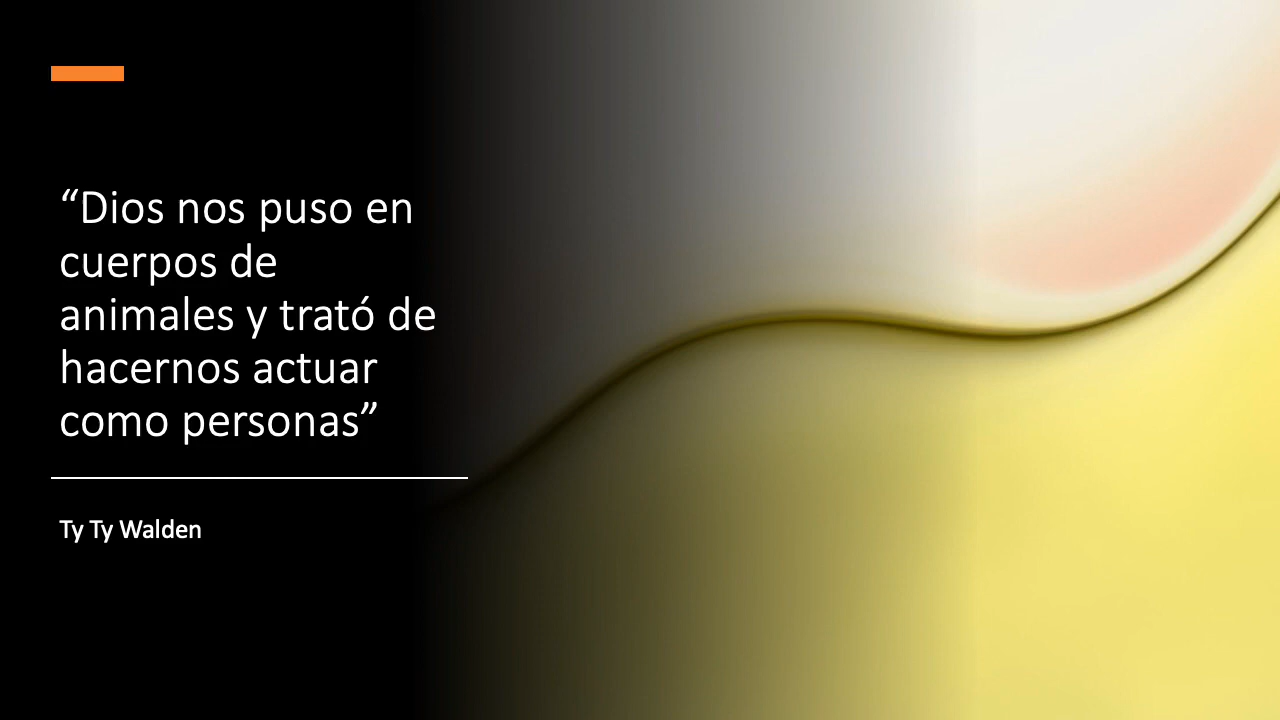 “Dios nos puso en
cuerpos de
animales y trató de
hacernos actuar
como personas”
Ty Ty Walden